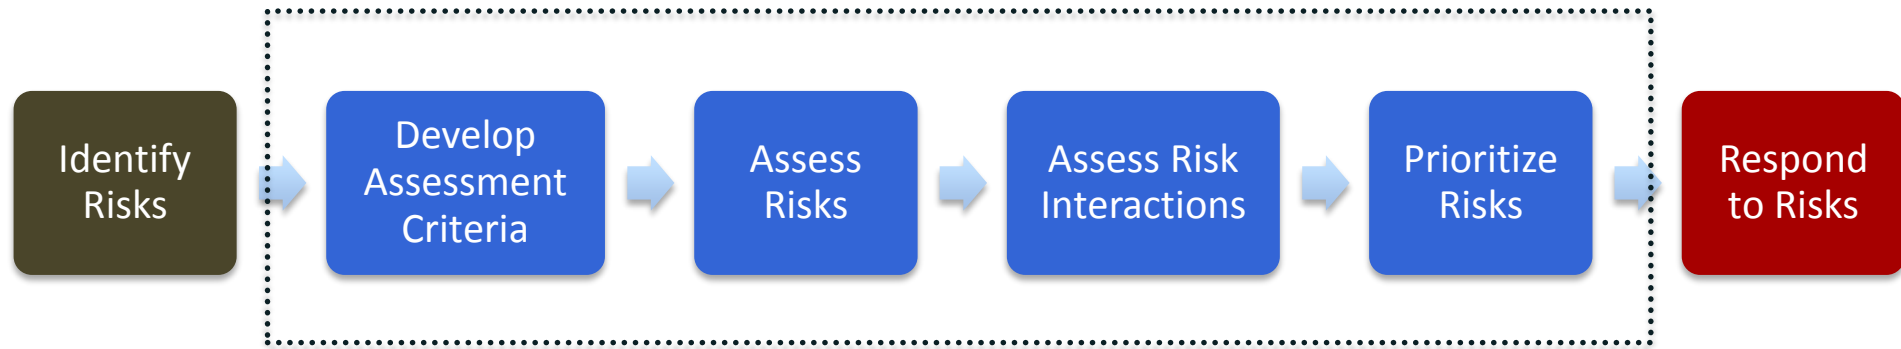 Identify
Risks
Develop
Assessment
Criteria
Assess
Risks
Assess Risk
Interactions
Prioritize
Risks
Respond
to Risks